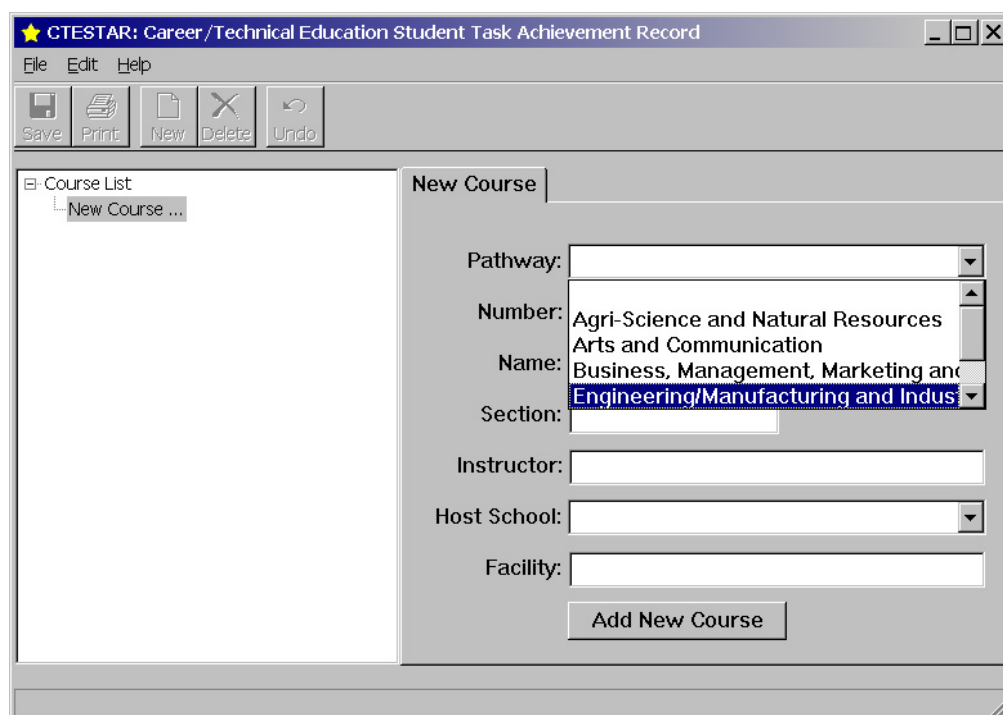 CTESTAR: Career/Technical Education Student Task Achievement Record
File Edit Help
Save Print New Delete Undo
Course List
New Course ...
New Course
Pathway:
Number:
Agri-Science and Natural Resources
Arts and Communication
Name:
Business, Management, Marketing and
Engineering/Manufacturing and Indus
Section:
Instructor:
Host School:
Facility:
Add New Course